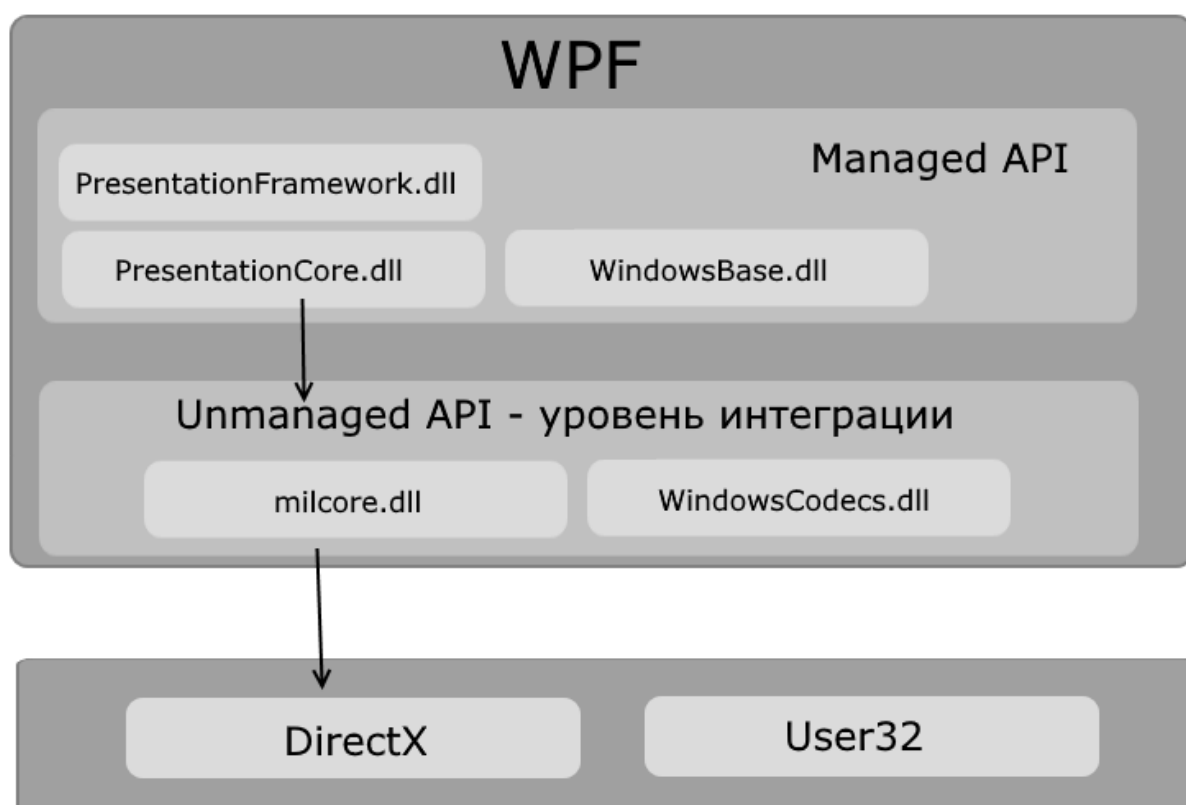 WPF
Managed API
PresentationFramework.dll
PresentationCore.dll
WindowsBase.dll
Unmanaged API - уровень интеграции
milcore.dll
WindowsCodecs.dll
DirectX
User32